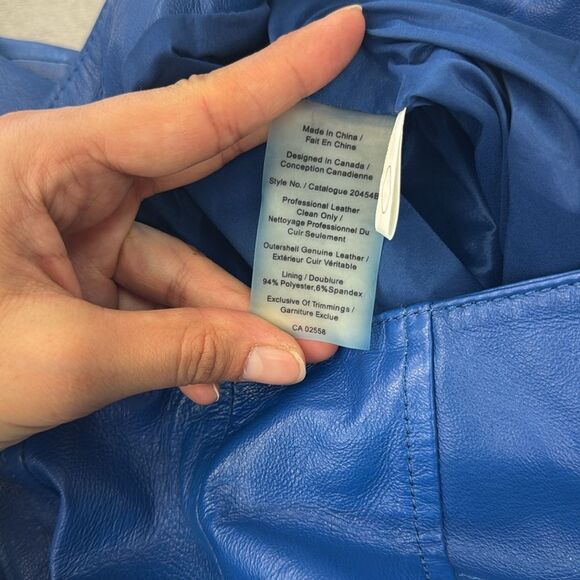 Made In China /
Fait En Chine
Designed in Canada /
Conception Canadienne
Style No. / Catalogue 20454B
Professional Leather
Clean Only /
Nettoyage Professionnel Du
Cuir Seulement
Outershell Genuine Leather /
Extérieur Cuir Véritable
Lining / Doublure
94% Polyester,6%Spandex
Exclusive Of Trimmings /
Garniture Exclue
CA 02558